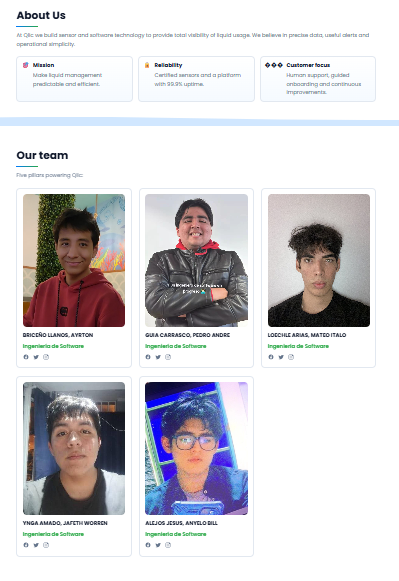 About Us
At Qlic we build sensor and software technology to provide total visibility of liquid usage. We believe in precise data, useful alerts and
operational simplicity.
Mission
Make liquid management
predictable and efficient.
Reliability
Certified sensors and a platform
with 99.9% uptime.
��� Customer focus
Human support, guided
onboarding and continuous
improvements.
Our team
Five pillars powering Qlic.
BRICEÑO LLANOS, AYRTON
Ingeniería de Software
GUIA CARRASCO, PEDRO ANDRE
Ingeniería de Software
LOECHLE ARIAS, MATEO ITALO
Ingeniería de Software
YNGA AMADO, JAFETH WORREN
Ingeniería de Software
ALEJOS JESUS, ANYELO BILL
Ingeniería de Software